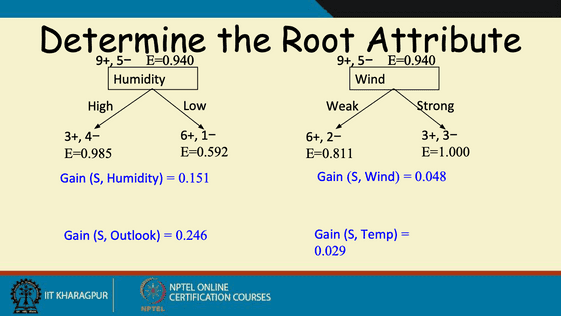 Determine the Root Attribute
9+, 5− E=0.940
9+, 5− E=0.940
Humidity
Wind
High
Low
Weak
Strong
3+, 4−
6+, 1−
6+, 2−
3+, 3−
E=0.985
E=0.592
E=0.811
E=1.000
Gain (S, Humidity) = 0.151
Gain (S, Wind) = 0.048
Gain (S, Outlook) = 0.246
Gain (S, Temp) =
0.029
IIT KHARAGPUR
NPTEL
NPTEL ONLINE
CERTIFICATION COURSES